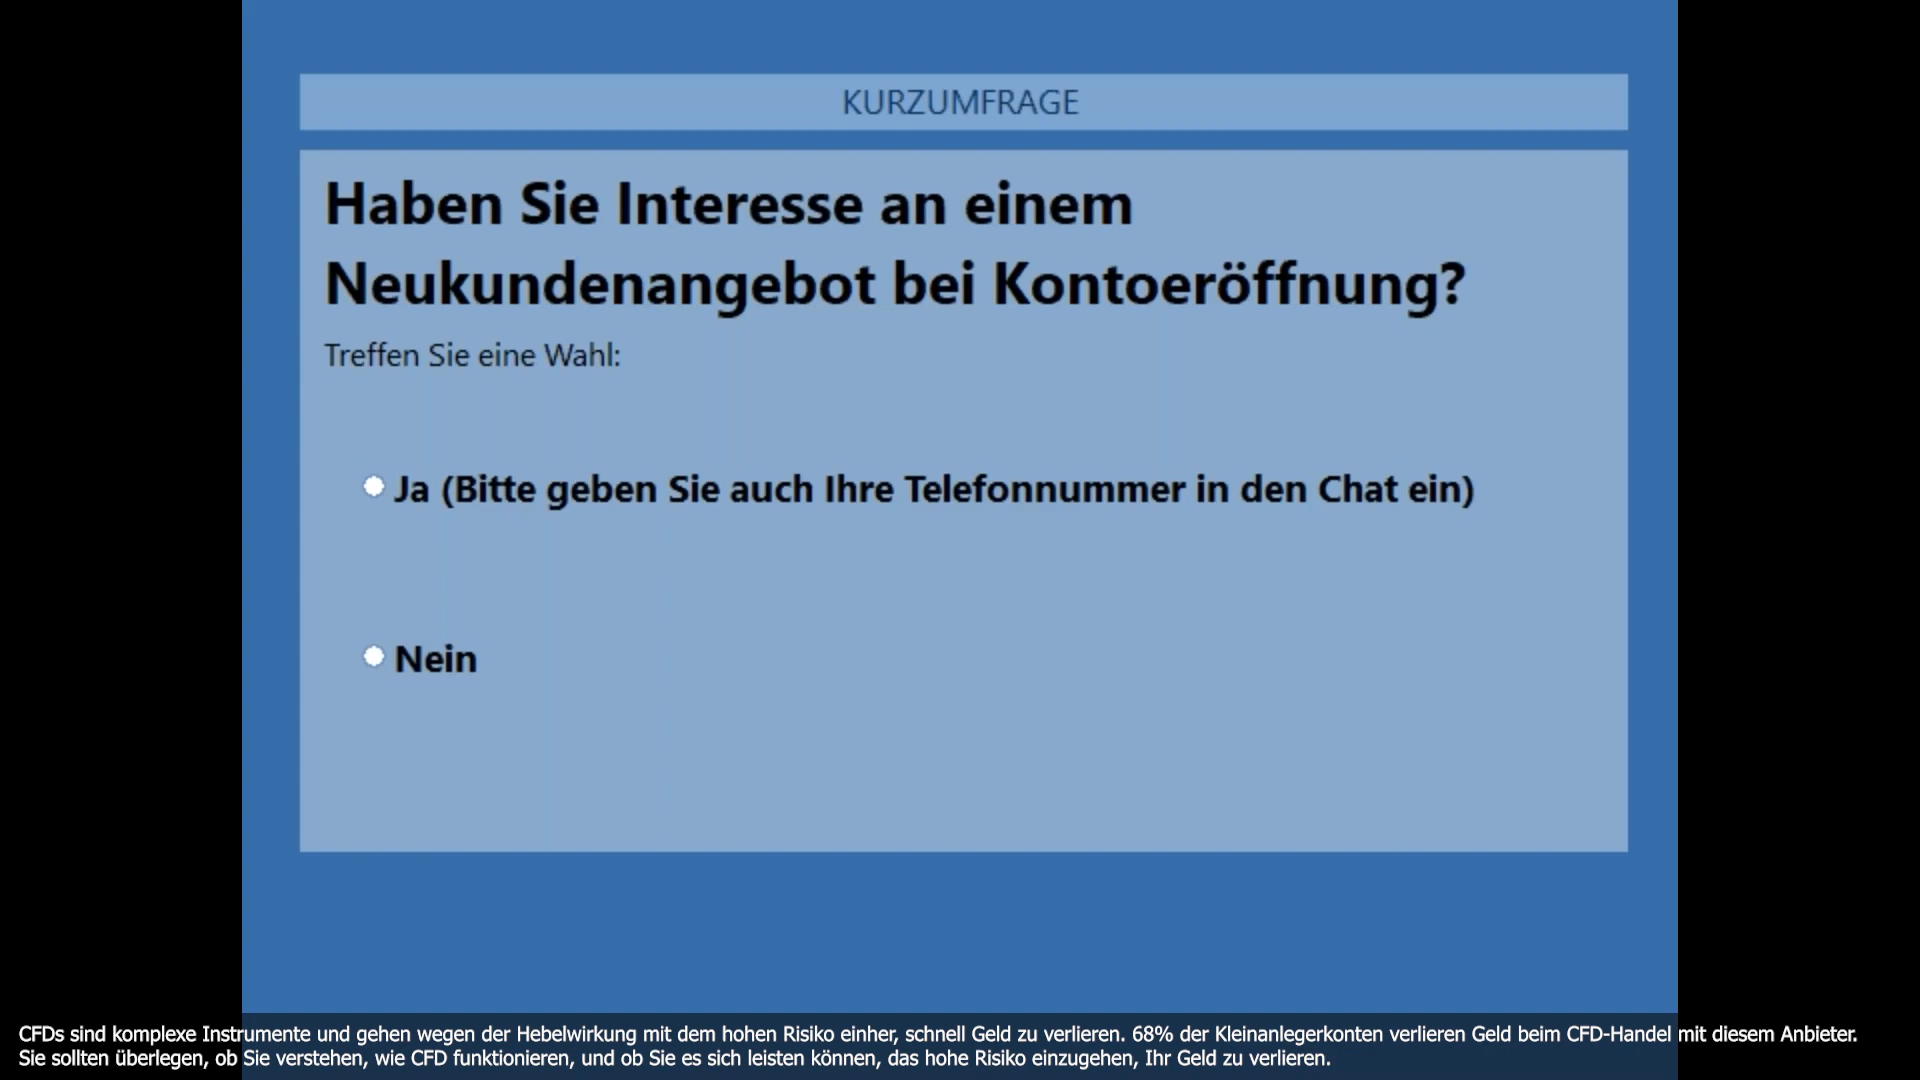 KURZUMFRAGE
Haben Sie Interesse an einem
Neukundenangebot bei Kontoeröffnung?
Treffen Sie eine Wahl:
Ja (Bitte geben Sie auch Ihre Telefonnummer in den Chat ein)
Nein
CFDs sind komplexe Instrumente und gehen wegen der Hebelwirkung mit dem hohen Risiko einher, schnell Geld zu verlieren. 68% der Kleinanlegerkonten verlieren Geld beim CFD-Handel mit diesem Anbieter.
Sie sollten überlegen, ob Sie verstehen, wie CFD funktionieren, und ob Sie es sich leisten können, das hohe Risiko einzugehen, Ihr Geld zu verlieren.